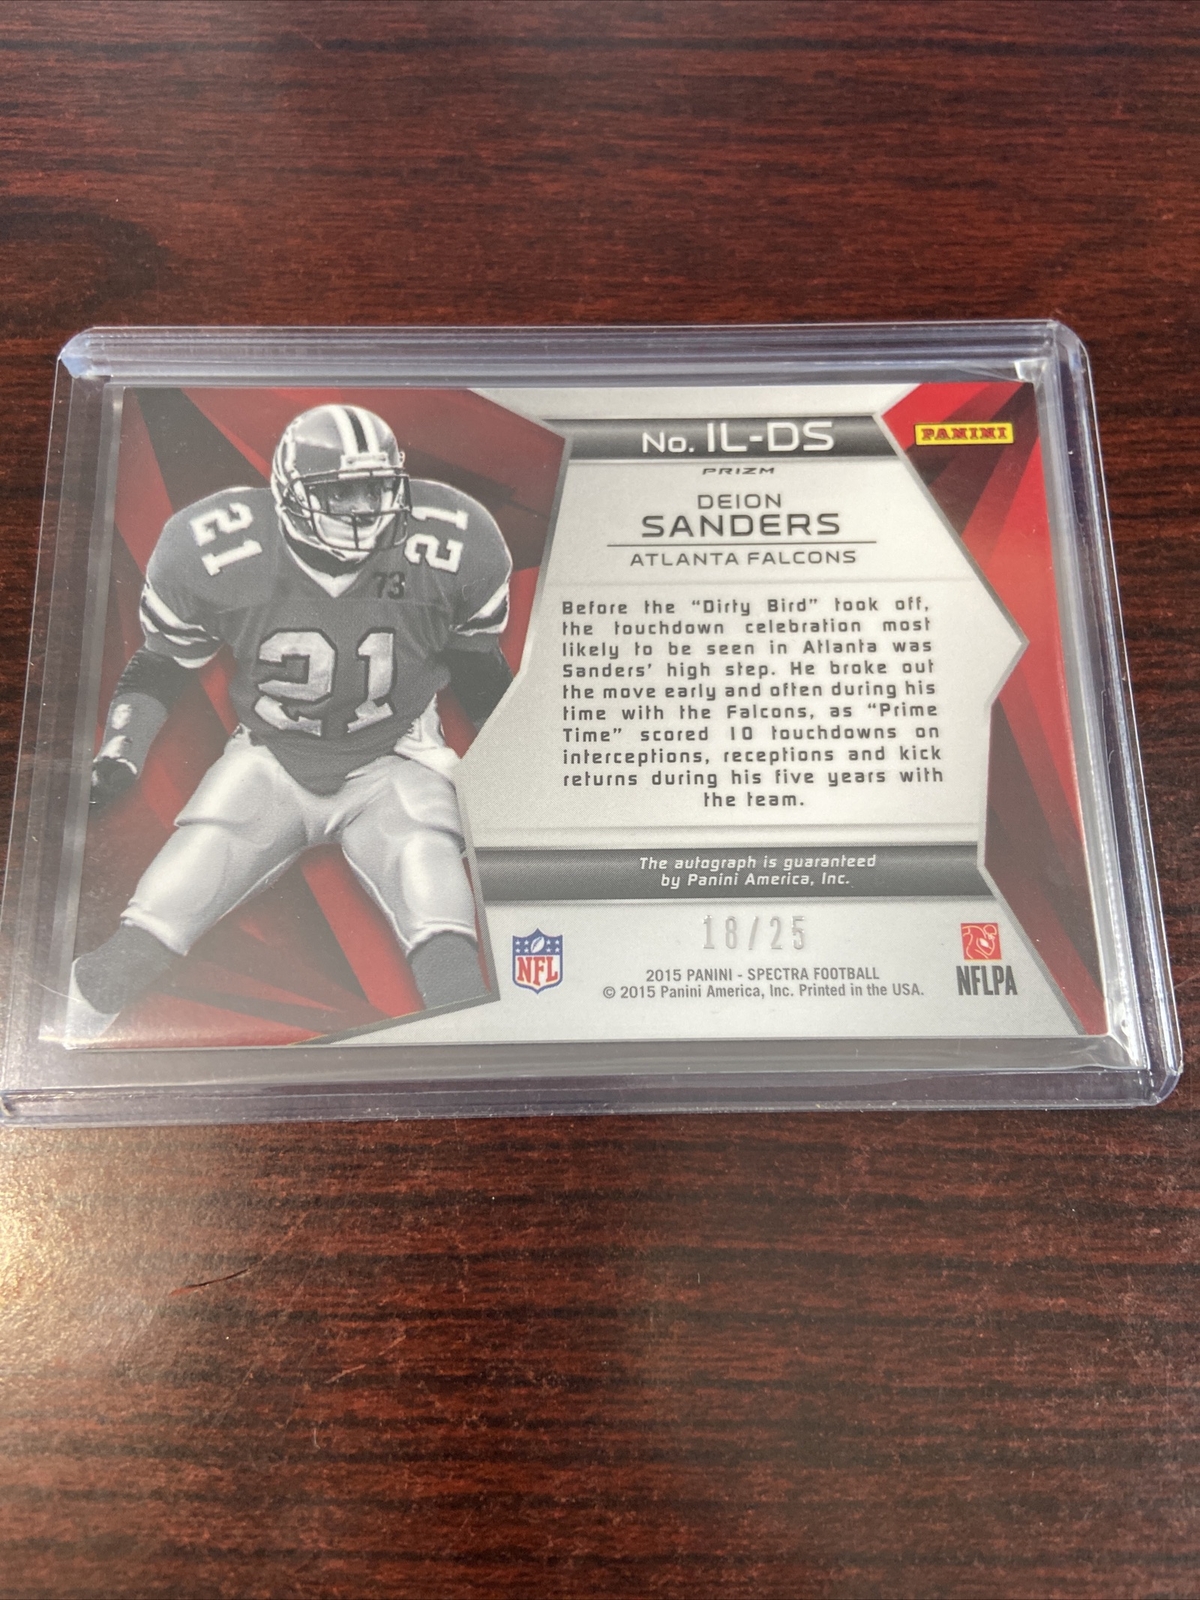 No. IL-DS
PANINI
PRIZM
DEION
SANDERS
ATLANTA FALCONS
Before the "Dirty Bird" took off,
the touchdown celebration most
likely to be seen in Atlanta was
Sanders' high step. He broke out
the move early and often during his
time with the Falcons, as "Prime
Time" scored 10 touchdowns on
interceptions, receptions and kick
returns during his five years with
the team.
The autograph is guaranteed
by Panini America, Inc.
18/25
2015 PANINI - SPECTRA FOOTBALL
© 2015 Panini America, Inc. Printed in the USA.
NFL
NFLPA
21
21
73
21